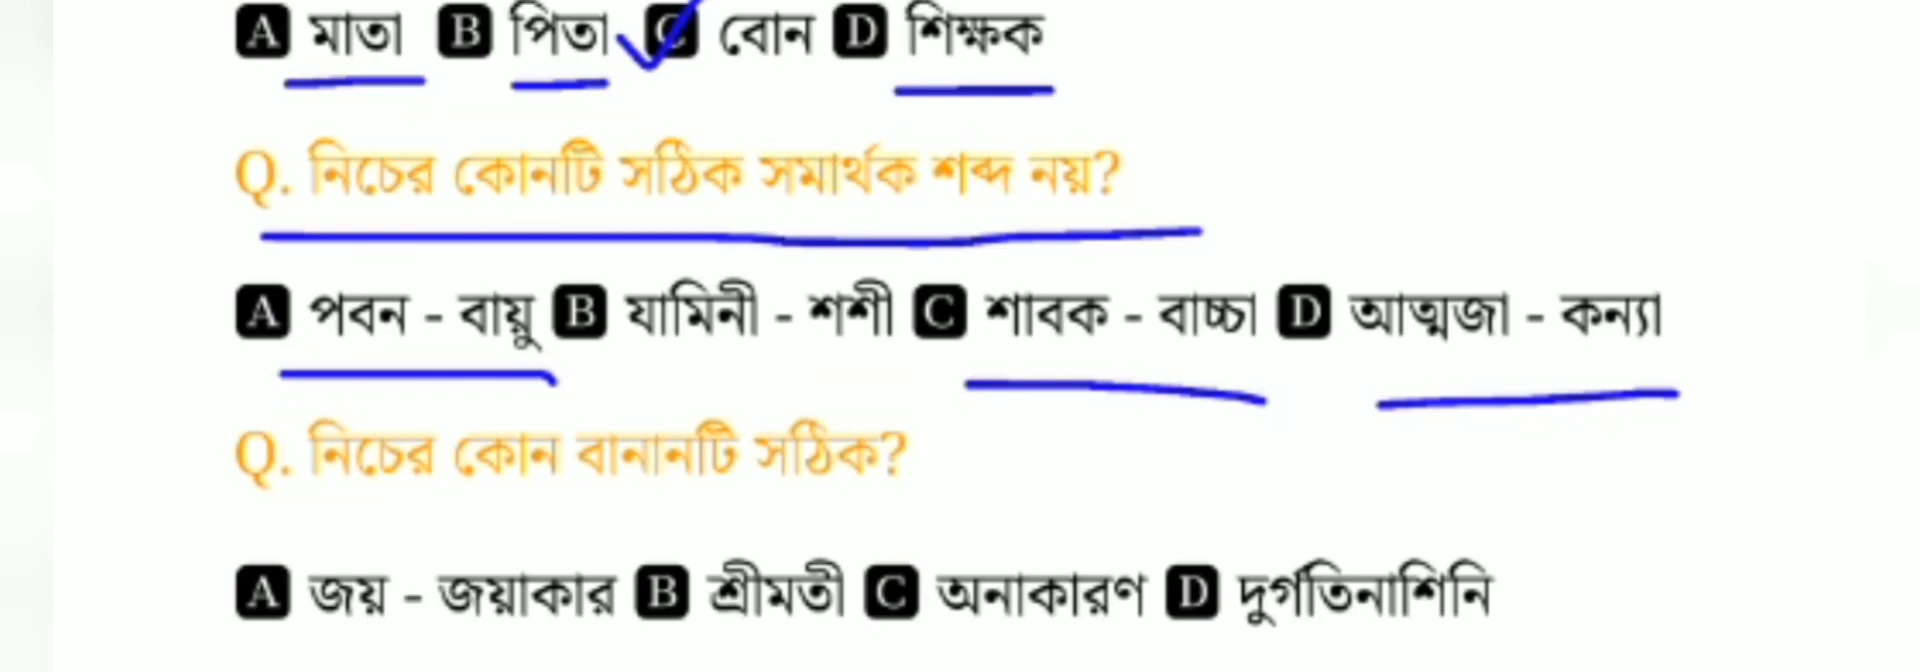 A মাতা B পিতা C বোন D শিক্ষক
Q. নিচের কোনটি সঠিক সমার্থক শব্দ নয়?
A পবন - বায়ু B যামিনী - শশী C শাবক - বাচ্চা D আত্মজা - কন্যা
Q. নিচের কোন বানানটি সঠিক?
A জয় - জয়াকার B শ্রীমতী C অনাকারণ D দুর্গতিনাশিনি